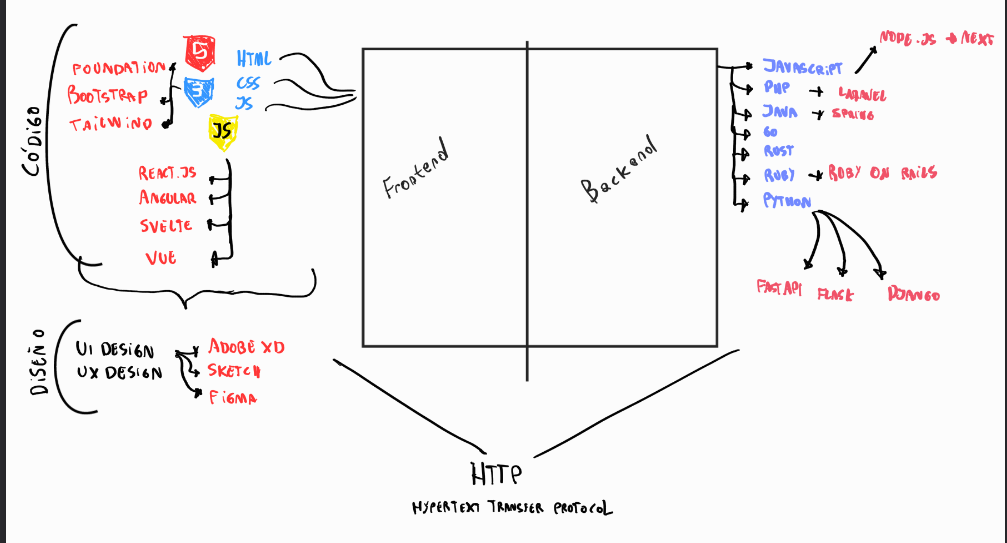 CÓDIGO
FOUNDATION
BOOTSTRAP
TAILWIND
5
3
JS
HTML
CSS
JS
REACT.JS
ANGULAR
SVELTE
VUE
DISEÑO
UI DESIGN
UX DESIGN
ADOBE XD
SKETCH
FIGMA
Frontend
Backend
JAVASCRIPT
NODE.JS → NEXT
PHP → LARAVEL
JAVA → SPRING
GO
RUST
RUBY → RUBY ON RAILS
PYTHON
FASTAPI
FLASK
DJANGO
HTTP
HYPERTEXT TRANSFER PROTOCOL